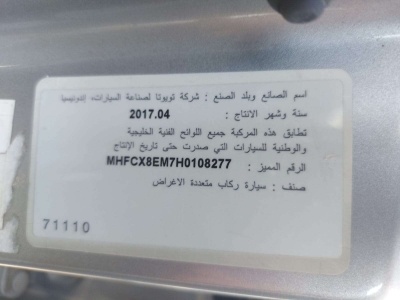 اسم الصانع وبلد الصنع : شركة تويوتا لصناعة السيارات، إندونيسيا
سنة وشهر الانتاج : 2017.04
تطابق هذه المركبة جميع اللوائح الفنية الخليجية
والوطنية للسيارات التي صدرت حتى تاريخ الإنتاج
الرقم المميز : MHFCX8EM7H0108277
صنف : سيارة ركاب متعددة الاغراض
71110